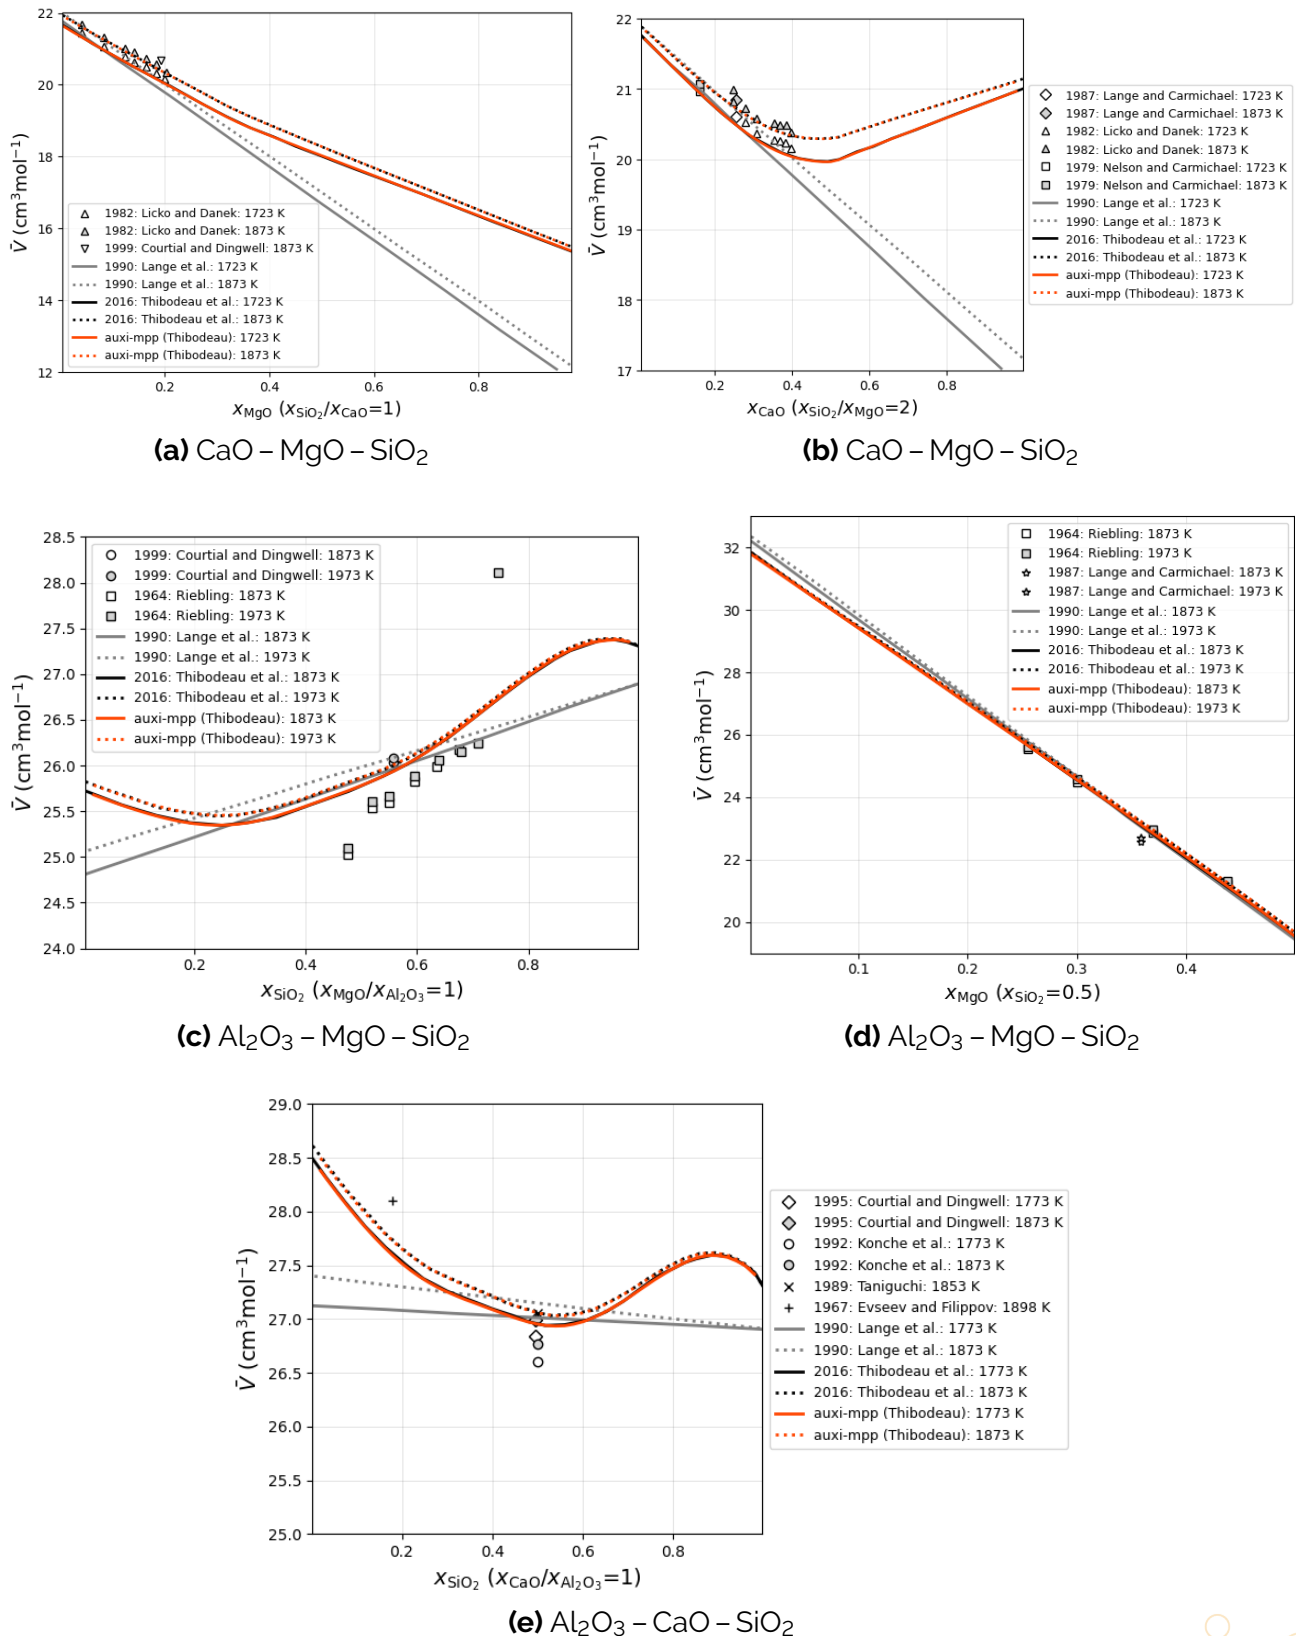 22
20
18
16
14
12
V̄ (cm³mol⁻¹)
1982: Licko and Danek: 1723 K
1982: Licko and Danek: 1873 K
1999: Courtial and Dingwell: 1873 K
1990: Lange et al.: 1723 K
1990: Lange et al.: 1873 K
2016: Thibodeau et al.: 1723 K
2016: Thibodeau et al.: 1873 K
auxi-mpp (Thibodeau): 1723 K
auxi-mpp (Thibodeau): 1873 K
0.2 0.4 0.6 0.8
x_MgO (x_SiO₂/x_CaO=1)
(a) CaO – MgO – SiO₂
22
21
20
19
18
17
V̄ (cm³mol⁻¹)
1987: Lange and Carmichael: 1723 K
1987: Lange and Carmichael: 1873 K
1982: Licko and Danek: 1723 K
1982: Licko and Danek: 1873 K
1979: Nelson and Carmichael: 1723 K
1979: Nelson and Carmichael: 1873 K
1990: Lange et al.: 1723 K
1990: Lange et al.: 1873 K
2016: Thibodeau et al.: 1723 K
2016: Thibodeau et al.: 1873 K
auxi-mpp (Thibodeau): 1723 K
auxi-mpp (Thibodeau): 1873 K
0.2 0.4 0.6 0.8
x_CaO (x_SiO₂/x_MgO=2)
(b) CaO – MgO – SiO₂
28.5
28.0
27.5
27.0
26.5
26.0
25.5
25.0
24.5
24.0
V̄ (cm³mol⁻¹)
1999: Courtial and Dingwell: 1873 K
1999: Courtial and Dingwell: 1973 K
1964: Riebling: 1873 K
1964: Riebling: 1973 K
1990: Lange et al.: 1873 K
1990: Lange et al.: 1973 K
2016: Thibodeau et al.: 1873 K
2016: Thibodeau et al.: 1973 K
auxi-mpp (Thibodeau): 1873 K
auxi-mpp (Thibodeau): 1973 K
0.2 0.4 0.6 0.8
x_SiO₂ (x_MgO/x_Al₂O₃=1)
(c) Al₂O₃ – MgO – SiO₂
32
30
28
26
24
22
20
V̄ (cm³mol⁻¹)
1964: Riebling: 1873 K
1964: Riebling: 1973 K
1987: Lange and Carmichael: 1873 K
1987: Lange and Carmichael: 1973 K
1990: Lange et al.: 1873 K
1990: Lange et al.: 1973 K
2016: Thibodeau et al.: 1873 K
2016: Thibodeau et al.: 1973 K
auxi-mpp (Thibodeau): 1873 K
auxi-mpp (Thibodeau): 1973 K
0.1 0.2 0.3 0.4
x_MgO (x_SiO₂=0.5)
(d) Al₂O₃ – MgO – SiO₂
29.0
28.5
28.0
27.5
27.0
26.5
26.0
25.5
25.0
V̄ (cm³mol⁻¹)
1995: Courtial and Dingwell: 1773 K
1995: Courtial and Dingwell: 1873 K
1992: Konche et al.: 1773 K
1992: Konche et al.: 1873 K
1989: Taniguchi: 1853 K
1967: Evseev and Filippov: 1898 K
1990: Lange et al.: 1773 K
1990: Lange et al.: 1873 K
2016: Thibodeau et al.: 1773 K
2016: Thibodeau et al.: 1873 K
auxi-mpp (Thibodeau): 1773 K
auxi-mpp (Thibodeau): 1873 K
0.2 0.4 0.6 0.8
x_SiO₂ (x_CaO/x_Al₂O₃=1)
(e) Al₂O₃ – CaO – SiO₂